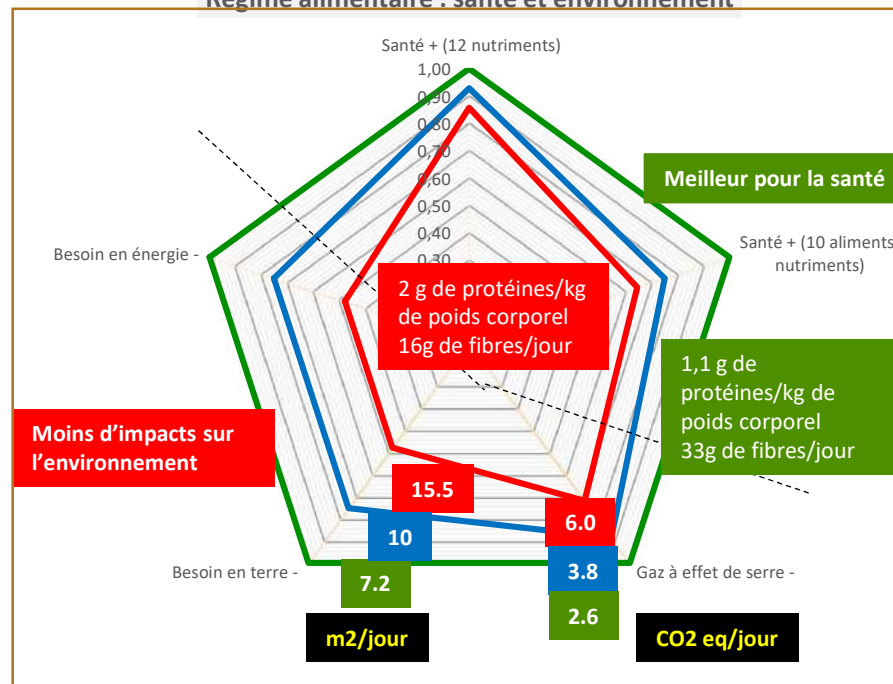 Régime alimentaire : santé et environnement
Santé + (12 nutriments)
1,00
0,90
0,80
0,70
0,60
0,50
0,40
0,30
Meilleur pour la santé
Besoin en énergie -
Santé + (10 aliments
nutriments)
2 g de protéines/kg
de poids corporel
16g de fibres/jour
1,1 g de
protéines/kg de
poids corporel
33g de fibres/jour
Moins d’impacts sur
l’environnement
15.5
6.0
10
3.8
Besoin en terre -
7.2
Gaz à effet de serre -
2.6
m2/jour
CO2 eq/jour